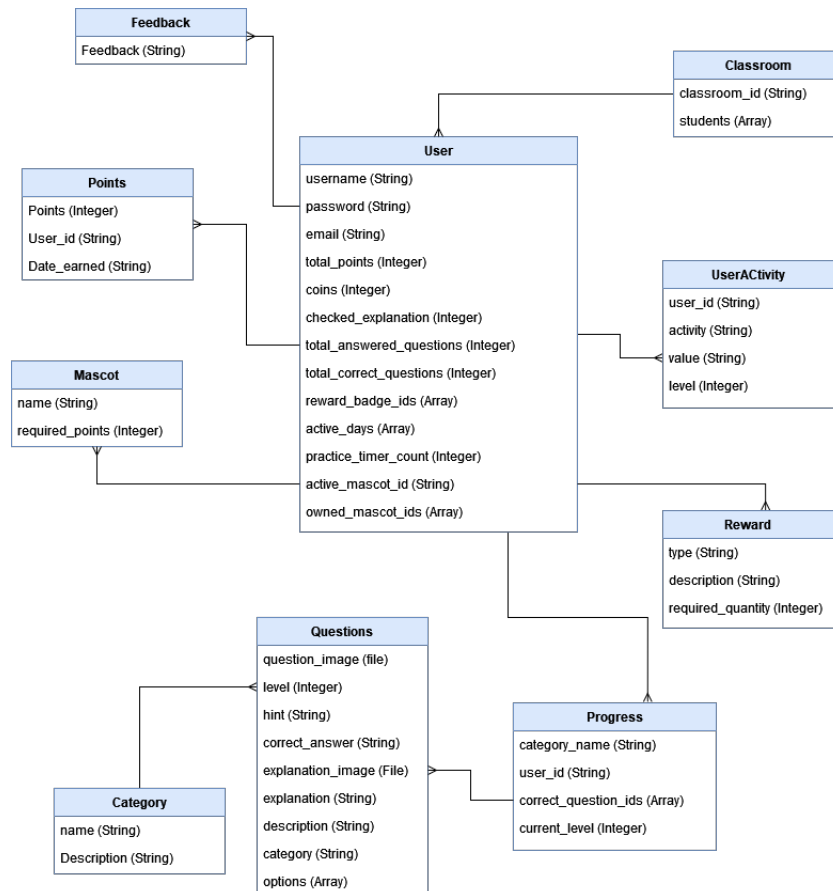 Feedback
Feedback (String)
Classroom
classroom_id (String)
students (Array)
User
username (String)
password (String)
email (String)
total_points (Integer)
coins (Integer)
checked_explanation (Integer)
total_answered_questions (Integer)
total_correct_questions (Integer)
reward_badge_ids (Array)
active_days (Array)
practice_timer_count (Integer)
active_mascot_id (String)
owned_mascot_ids (Array)
Points
Points (Integer)
User_id (String)
Date_earned (String)
UserACtivity
user_id (String)
activity (String)
value (String)
level (Integer)
Mascot
name (String)
required_points (Integer)
Reward
type (String)
description (String)
required_quantity (Integer)
Questions
question_image (file)
level (Integer)
hint (String)
correct_answer (String)
explanation_image (File)
explanation (String)
description (String)
category (String)
options (Array)
Progress
category_name (String)
user_id (String)
correct_question_ids (Array)
current_level (Integer)
Category
name (String)
Description (String)